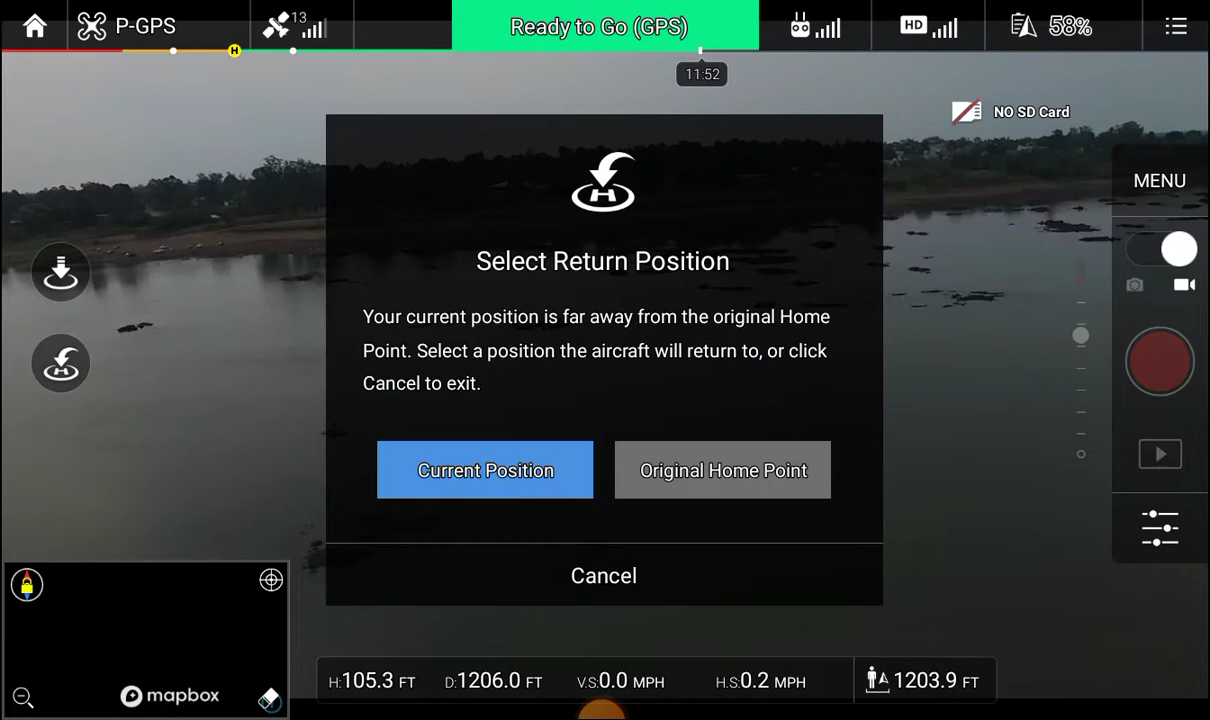 P-GPS
13
Ready to Go (GPS)
HD
58%
H
11:52
NO SD Card
MENU
H
Select Return Position
Your current position is far away from the original Home
Point. Select a position the aircraft will return to, or click
Cancel to exit.
H
Current Position
Original Home Point
Cancel
mapbox
H:105.3 FT
D:1206.0 FT
V.S:0.0 MPH
H.S:0.2 MPH
1203.9 FT